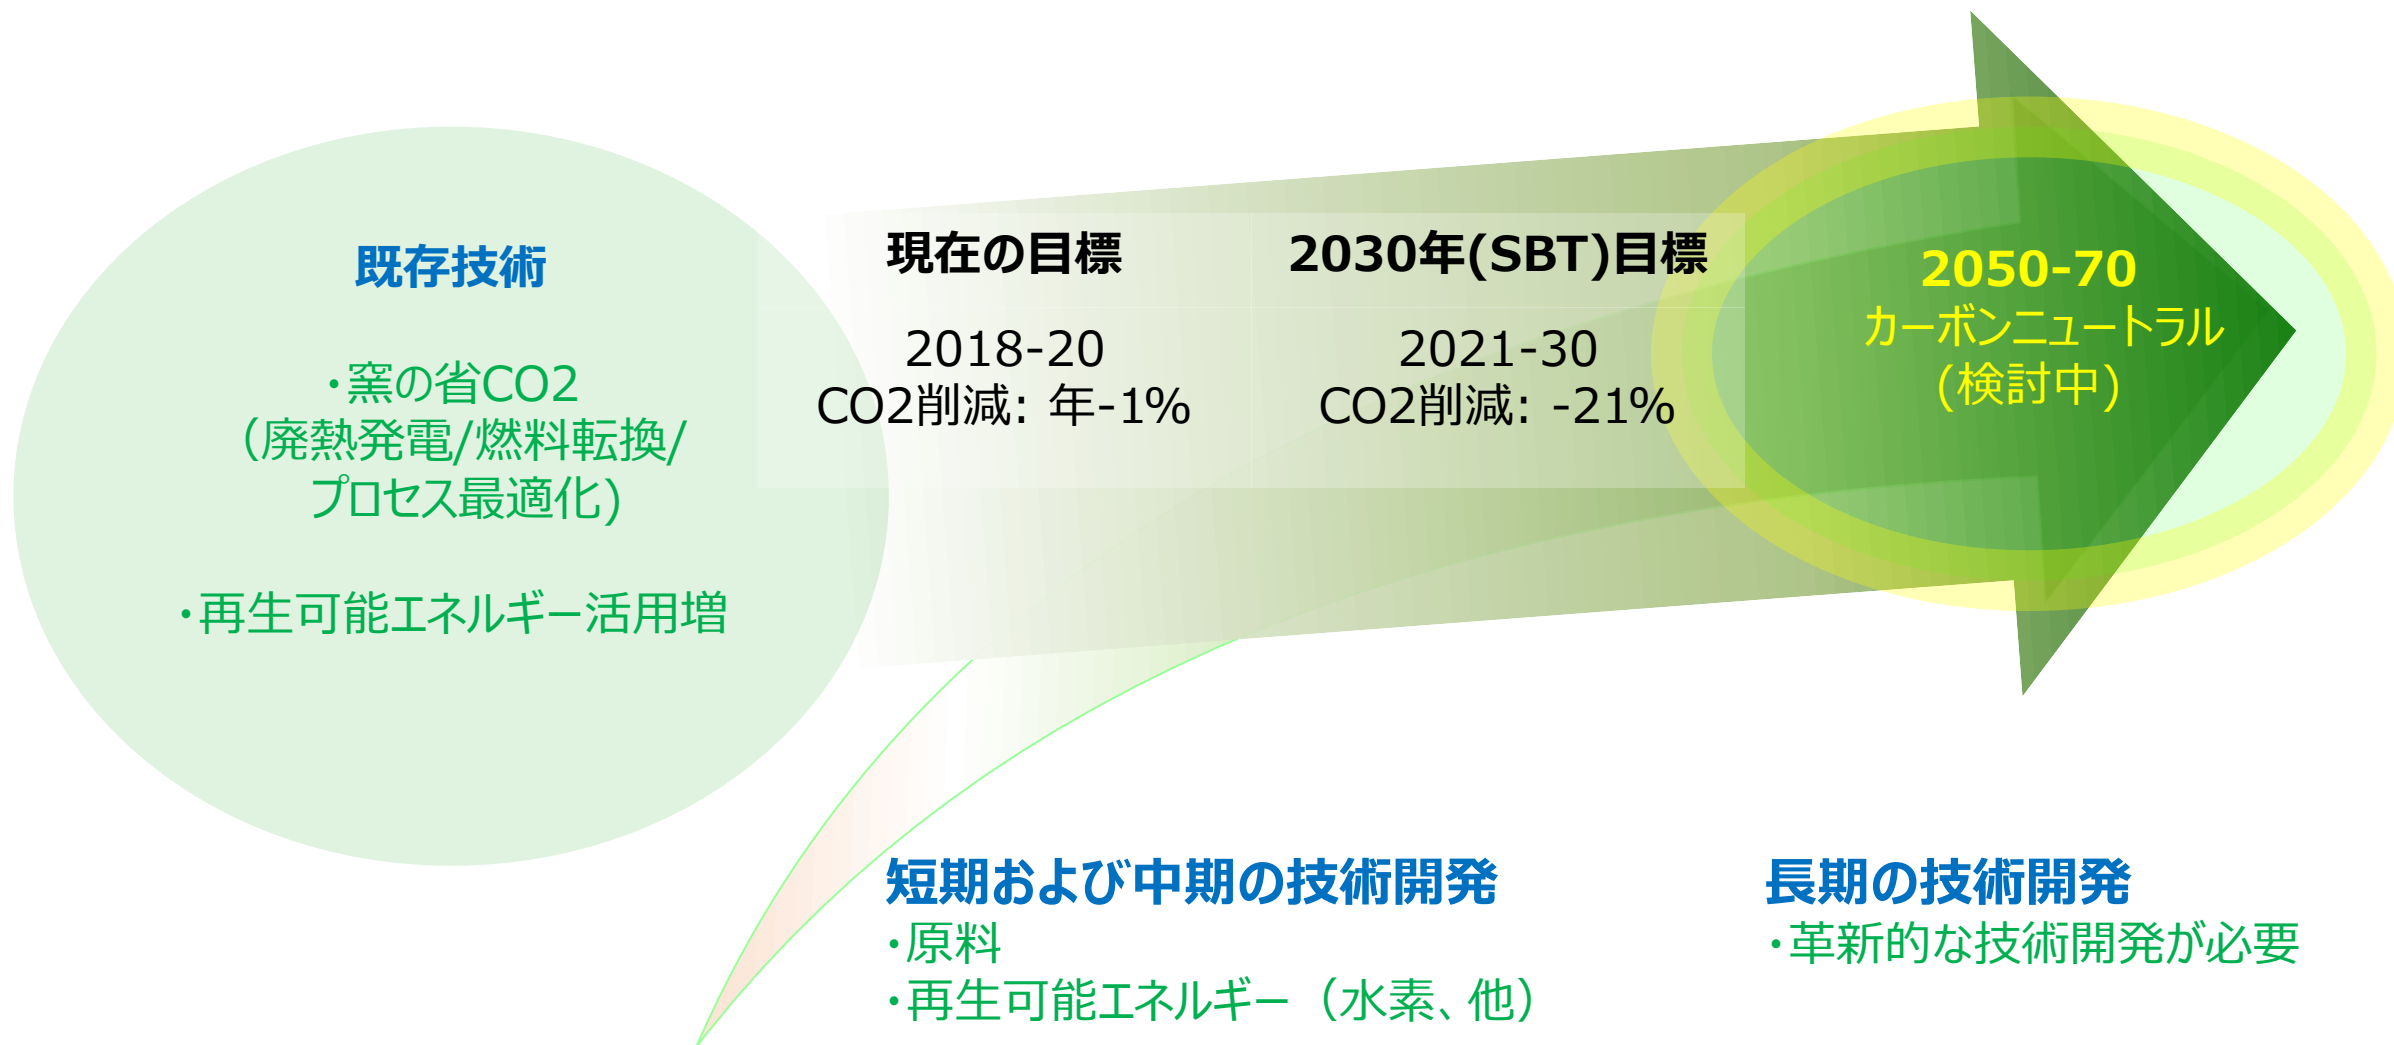 既存技術
・窯の省CO2
（廃熱発電/燃料転換/
プロセス最適化)
・再生可能エネルギー活用増
現在の目標
2018-20
CO2削減: 年-1%
2030年(SBT)目標
2021-30
CO2削減: -21%
2050-70
カーボンニュートラル
(検討中)
短期および中期の技術開発
・原料
・再生可能エネルギー（水素、他）
長期の技術開発
・革新的な技術開発が必要